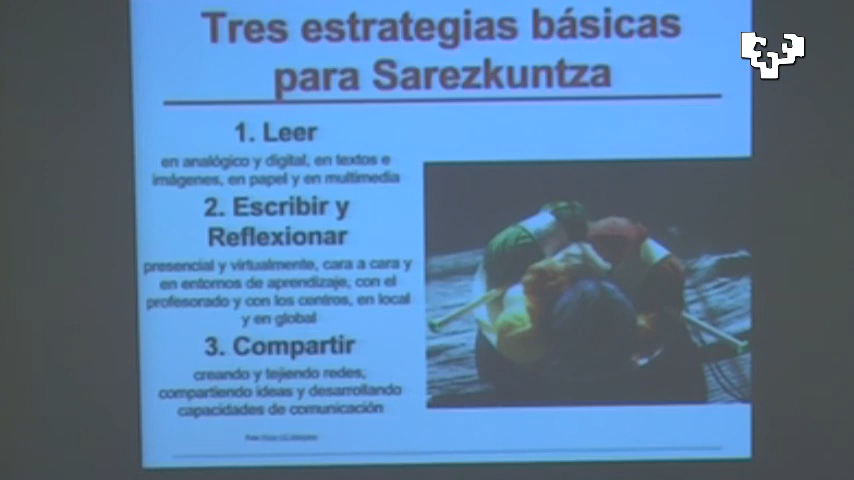 Tres estrategias básicas
para Sarezkuntza
1. Leer
en analógico y digital, en textos e
imágenes, en papel y en multimedia
2. Escribir y
Reflexionar
presencial y virtualmente, cara a cara y
en entornos de aprendizaje, con el
profesorado y con los centros, en local
y en global
3. Compartir
creando y tejiendo redes,
compartiendo ideas y desarrollando
capacidades de comunicación